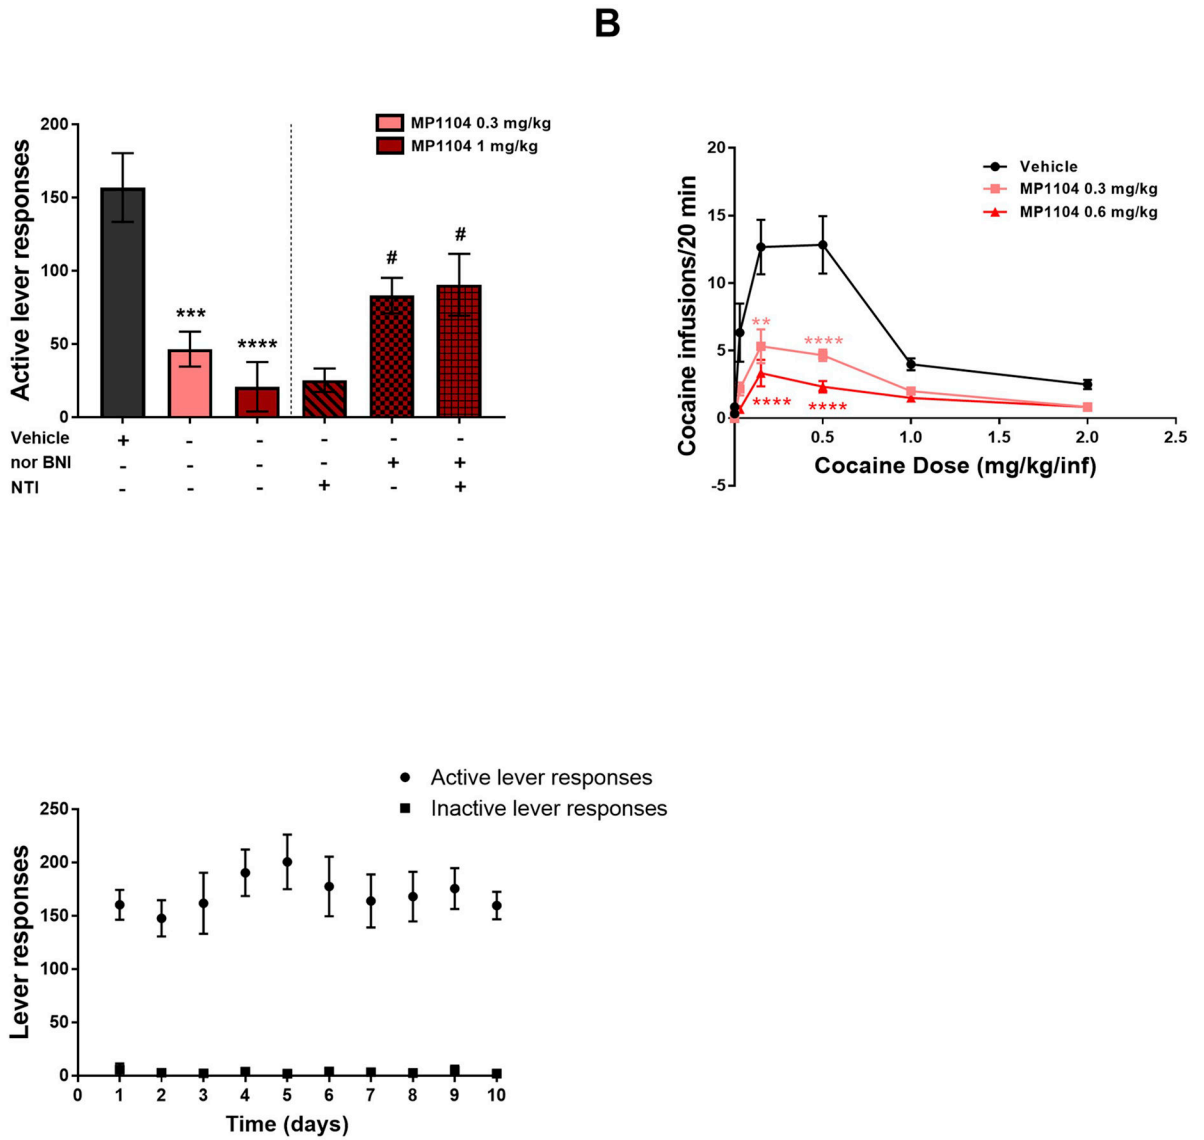 B
200
150
100
50
0
Active lever responses
MP1104 0.3 mg/kg
MP1104 1 mg/kg
***
****
#
#
Vehicle + - - - - -
nor BNI - - - - + +
NTI - - - + - +
20
15
10
5
0
-5
Cocaine infusions/20 min
Vehicle
MP1104 0.3 mg/kg
MP1104 0.6 mg/kg
**
****
****
****
0.5 1.0 1.5 2.0 2.5
Cocaine Dose (mg/kg/inf)
Active lever responses
Inactive lever responses
250
200
150
100
50
0
Lever responses
0 1 2 3 4 5 6 7 8 9 10
Time (days)